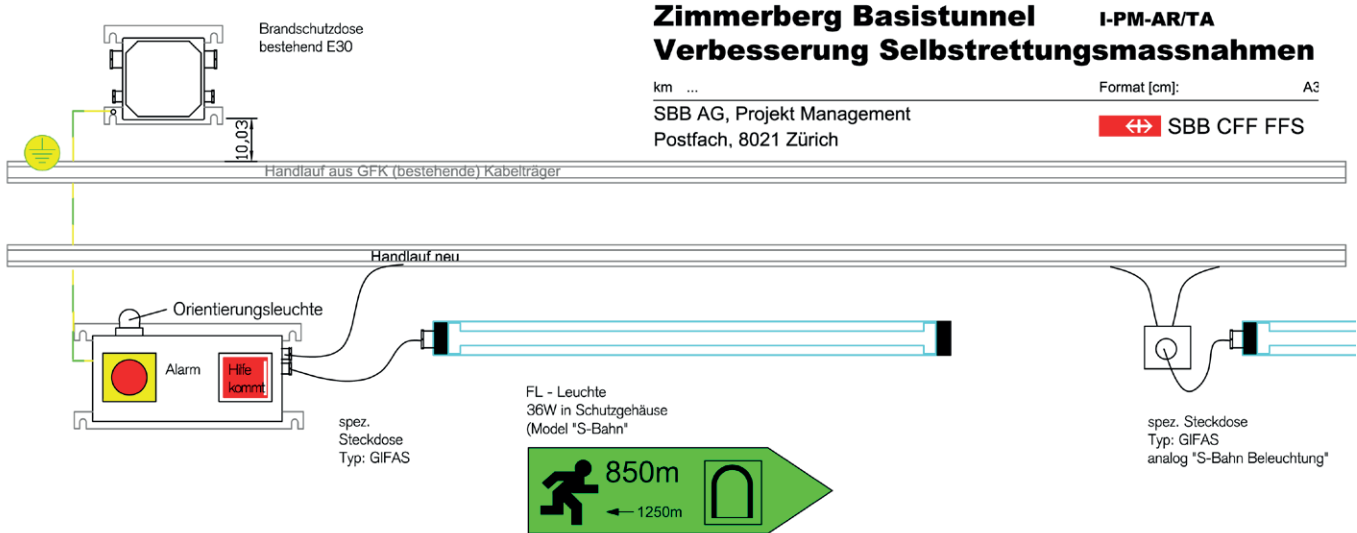 Brandschutzdose
bestehend E30
Zimmerberg Basistunnel I-PM-AR/TA
Verbesserung Selbstrettungsmassnahmen
km ... Format [cm]: A3
SBB AG, Projekt Management
Postfach, 8021 Zürich
SBB CFF FFS
10,03
Handlauf aus GFK (bestehende) Kabelträger
Handlauf neu
Orientierungsleuchte
Alarm
Hilfe
kommt
spez.
Steckdose
Typ: GIFAS
FL - Leuchte
36W in Schutzgehäuse
(Model "S-Bahn"
850m
1250m
spez. Steckdose
Typ: GIFAS
analog "S-Bahn Beleuchtung"